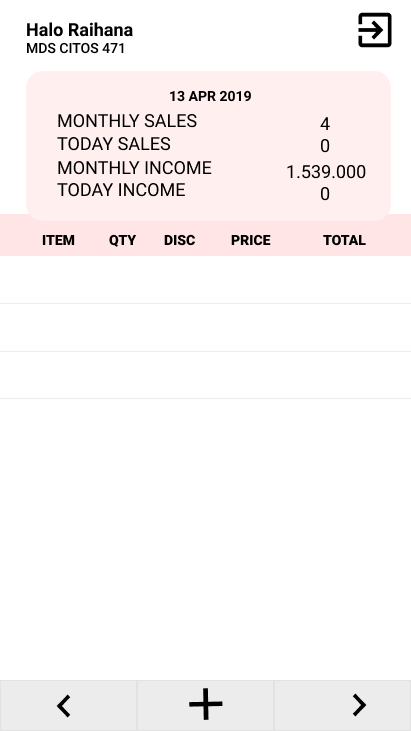 Halo Raihana
MDS CITOS 471
13 APR 2019
MONTHLY SALES 4
TODAY SALES 0
MONTHLY INCOME 1.539.000
TODAY INCOME 0
ITEM QTY DISC PRICE TOTAL